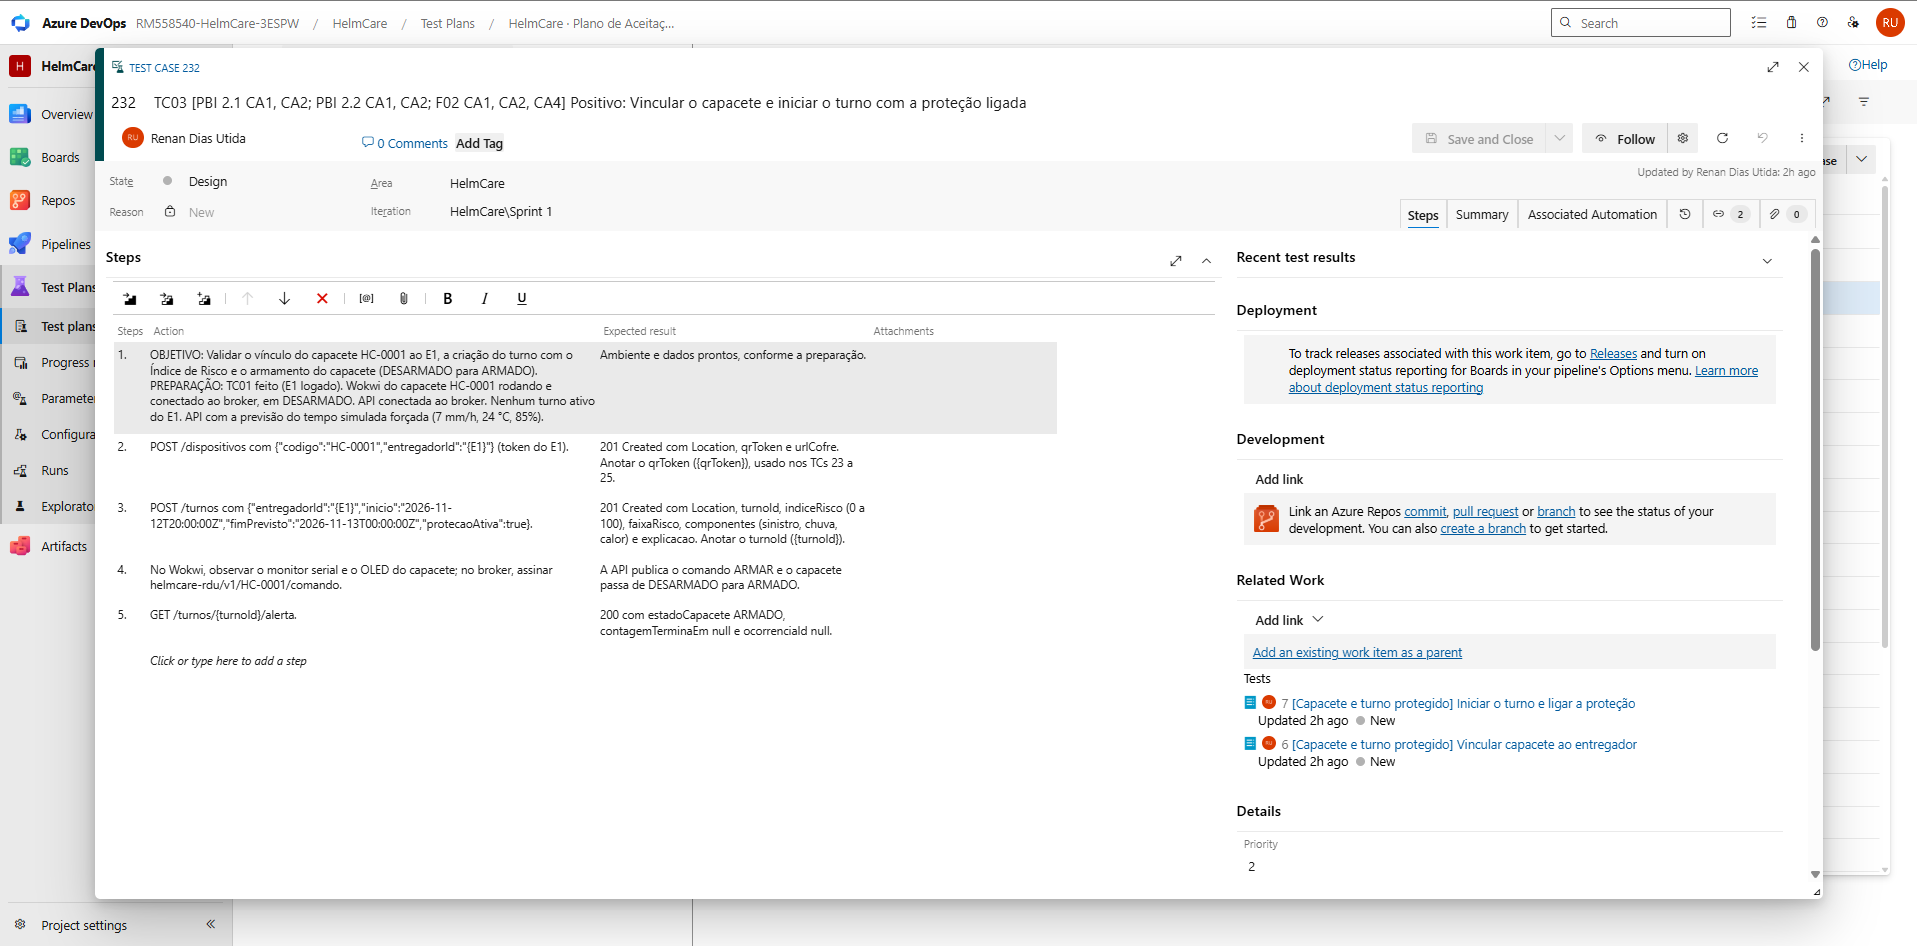 Azure DevOps RM558540-HelmCare-3ESPW / HelmCare / Test Plans / HelmCare · Plano de Aceitaç...
Search
RU
H HelmCare
Overview
Boards
Repos
Pipelines
Test Plans
Test plans
Progress
Parameter
Configura
Runs
Explorato
Artifacts
Project settings
Help
TEST CASE 232
232 TC03 [PBI 2.1 CA1, CA2; PBI 2.2 CA1, CA2; F02 CA1, CA2, CA4] Positivo: Vincular o capacete e iniciar o turno com a proteção ligada
RU Renan Dias Utida
0 Comments
Add Tag
Save and Close
Follow
State
Design
Area
HelmCare
Updated by Renan Dias Utida: 2h ago
Reason
New
Iteration
HelmCare\Sprint 1
Steps
Summary
Associated Automation
2
0
Steps
B I U
Steps Action Expected result Attachments
1.
OBJETIVO: Validar o vínculo do capacete HC-0001 ao E1, a criação do turno com o
Índice de Risco e o armamento do capacete (DESARMADO para ARMADO).
PREPARAÇÃO: TC01 feito (E1 logado). Wokwi do capacete HC-0001 rodando e
conectado ao broker, em DESARMADO. API conectada ao broker. Nenhum turno ativo
do E1. API com a previsão do tempo simulada forçada (7 mm/h, 24 °C, 85%).
Ambiente e dados prontos, conforme a preparação.
2.
POST /dispositivos com {"codigo":"HC-0001","entregadorId":"{E1}"} (token do E1).
201 Created com Location, qrToken e urlCofre.
Anotar o qrToken ({qrToken}), usado nos TCs 23 a
25.
3.
POST /turnos com {"entregadorId":"{E1}","inicio":"2026-11-
12T20:00:00Z","fimPrevisto":"2026-11-13T00:00:00Z","protecaoAtiva":true}.
201 Created com Location, turnoId, indiceRisco (0 a
100), faixaRisco, componentes (sinistro, chuva,
calor) e explicacao. Anotar o turnoId ({turnoId}).
4.
No Wokwi, observar o monitor serial e o OLED do capacete; no broker, assinar
helmcare-rdu/v1/HC-0001/comando.
A API publica o comando ARMAR e o capacete
passa de DESARMADO para ARMADO.
5.
GET /turnos/{turnoId}/alerta.
200 com estadoCapacete ARMADO,
contagemTerminaEm null e ocorrenciaId null.
Click or type here to add a step
Recent test results
Deployment
To track releases associated with this work item, go to Releases and turn on
deployment status reporting for Boards in your pipeline's Options menu. Learn more
about deployment status reporting
Development
Add link
Link an Azure Repos commit, pull request or branch to see the status of your
development. You can also create a branch to get started.
Related Work
Add link
Add an existing work item as a parent
Tests
7 [Capacete e turno protegido] Iniciar o turno e ligar a proteção
Updated 2h ago New
6 [Capacete e turno protegido] Vincular capacete ao entregador
Updated 2h ago New
Details
Priority
2